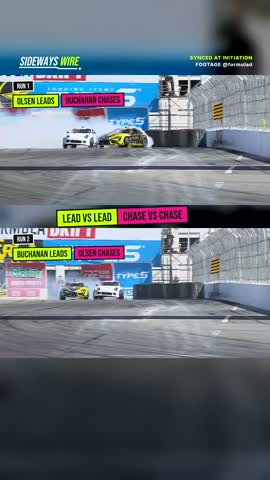 SIDEWAYS WIRE
SYNCED AT INITIATION
FOOTAGE @formulad
RUN 1
OLSEN LEADS
BUCHANAN CHASES
TYPE S
LEAD VS LEAD
CHASE VS CHASE
RUN 2
BUCHANAN LEADS
OLSEN CHASES
TYPE S